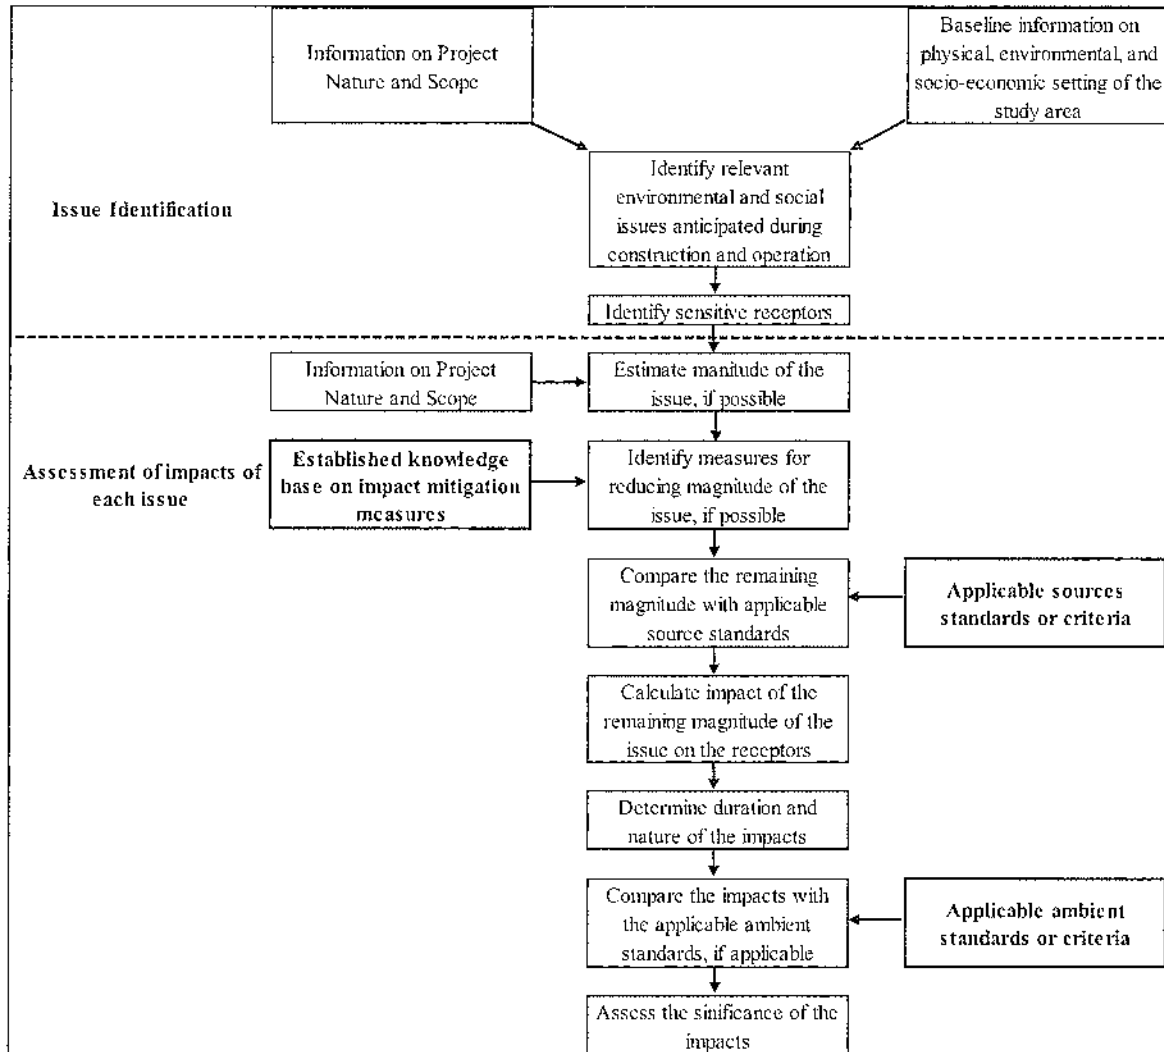 Information on Project
Nature and Scope
Baseline information on
physical, environmental, and
socio-economic setting of the
study area
Issue Identification
Identify relevant
environmental and social
issues anticipated during
construction and operation
Identify sensitive receptors
Information on Project
Nature and Scope
Estimate manitude of the
issue, if possible
Assessment of impacts of
each issue
Established knowledge
base on impact mitigation
measures
Identify measures for
reducing magnitude of the
issue, if possible
Compare the remaining
magnitude with applicable
source standards
Applicable sources
standards or criteria
Calculate impact of the
remaining magnitude of the
issue on the receptors
Determine duration and
nature of the impacts
Compare the impacts with
the applicable ambient
standards, if applicable
Applicable ambient
standards or criteria
Assess the sinificance of the
impacts